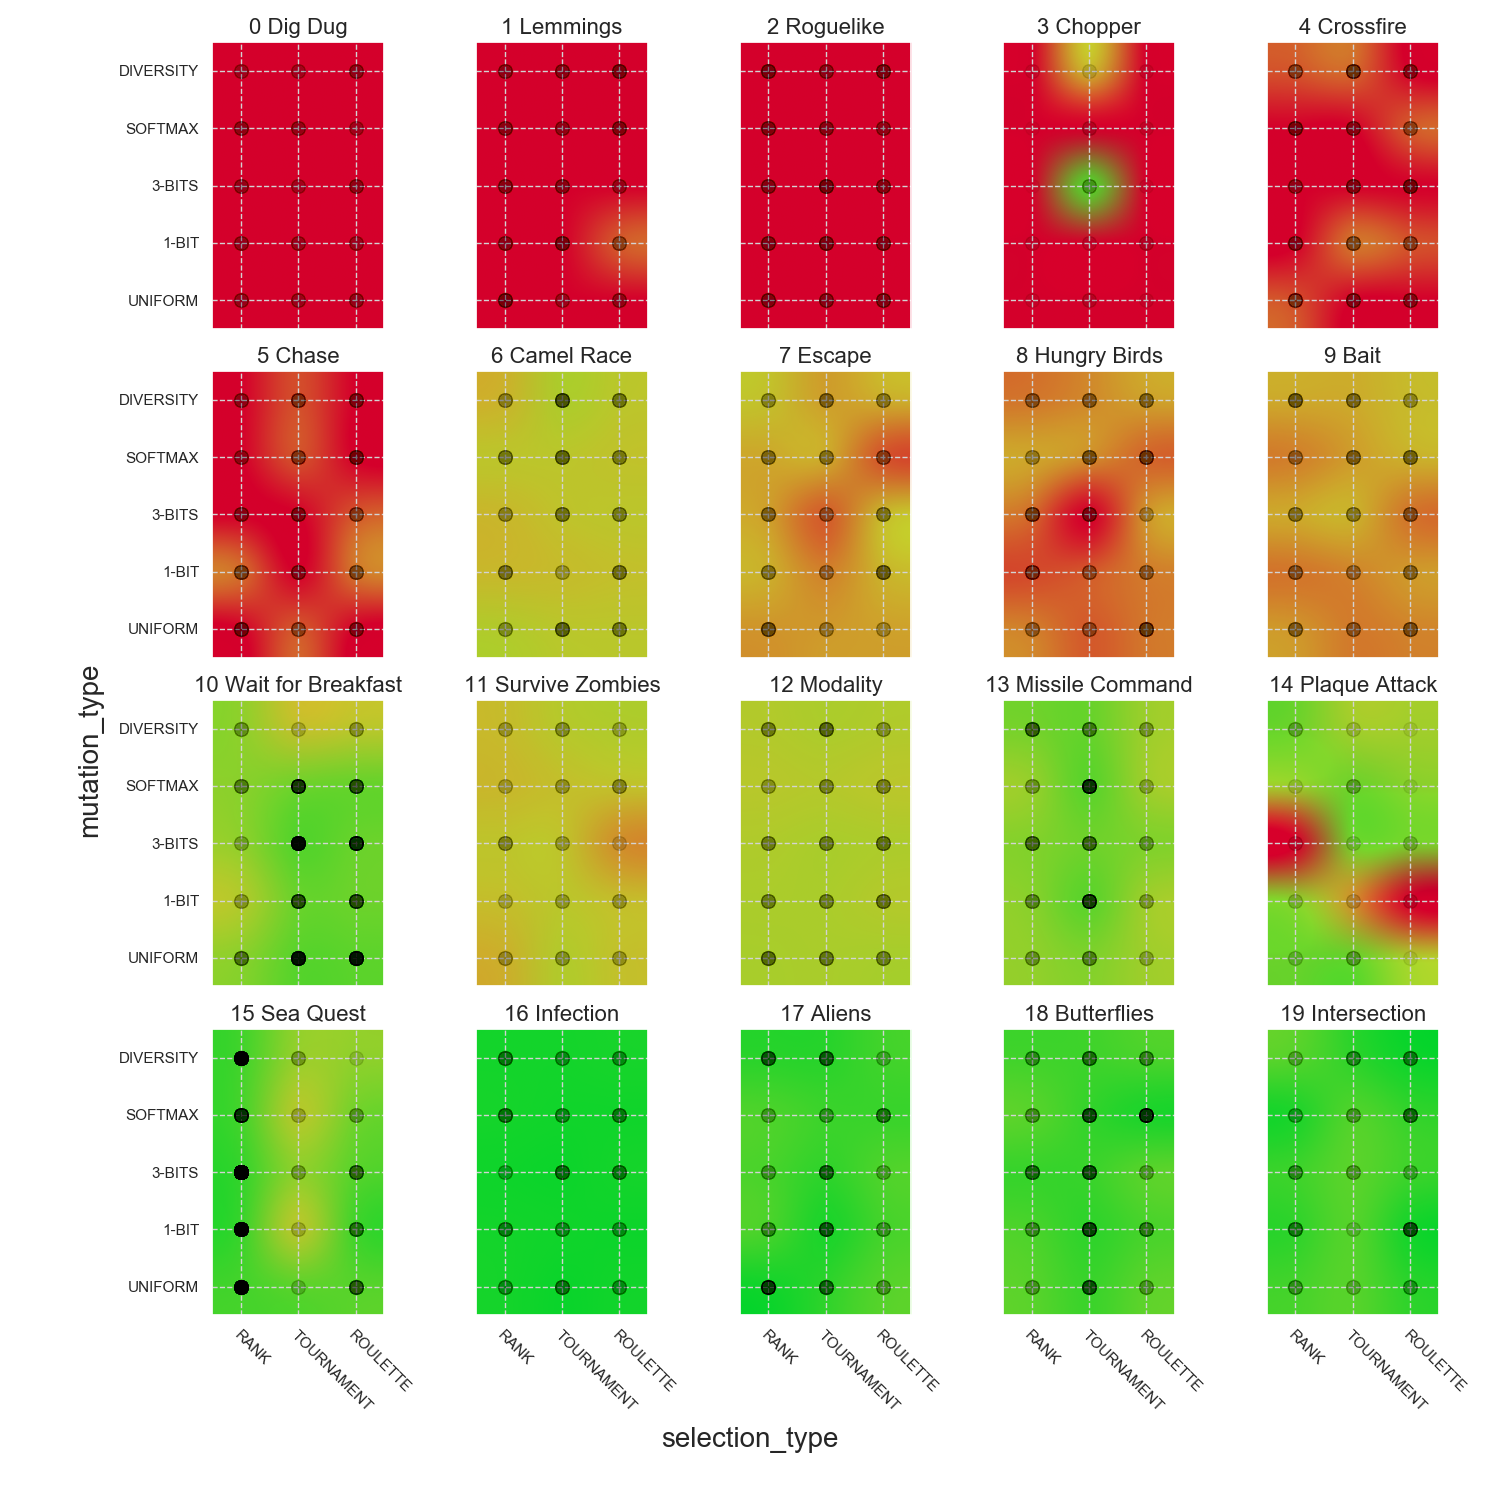 0 Dig Dug
1 Lemmings
2 Roguelike
3 Chopper
4 Crossfire
DIVERSITY
SOFTMAX
3-BITS
1-BIT
UNIFORM
5 Chase
6 Camel Race
7 Escape
8 Hungry Birds
9 Bait
DIVERSITY
SOFTMAX
3-BITS
1-BIT
UNIFORM
mutation_type
10 Wait for Breakfast
11 Survive Zombies
12 Modality
13 Missile Command
14 Plaque Attack
DIVERSITY
SOFTMAX
3-BITS
1-BIT
UNIFORM
15 Sea Quest
16 Infection
17 Aliens
18 Butterflies
19 Intersection
DIVERSITY
SOFTMAX
3-BITS
1-BIT
UNIFORM
RANK
TOURNAMENT
ROULETTE
RANK
TOURNAMENT
ROULETTE
RANK
TOURNAMENT
ROULETTE
RANK
TOURNAMENT
ROULETTE
RANK
TOURNAMENT
ROULETTE
selection_type